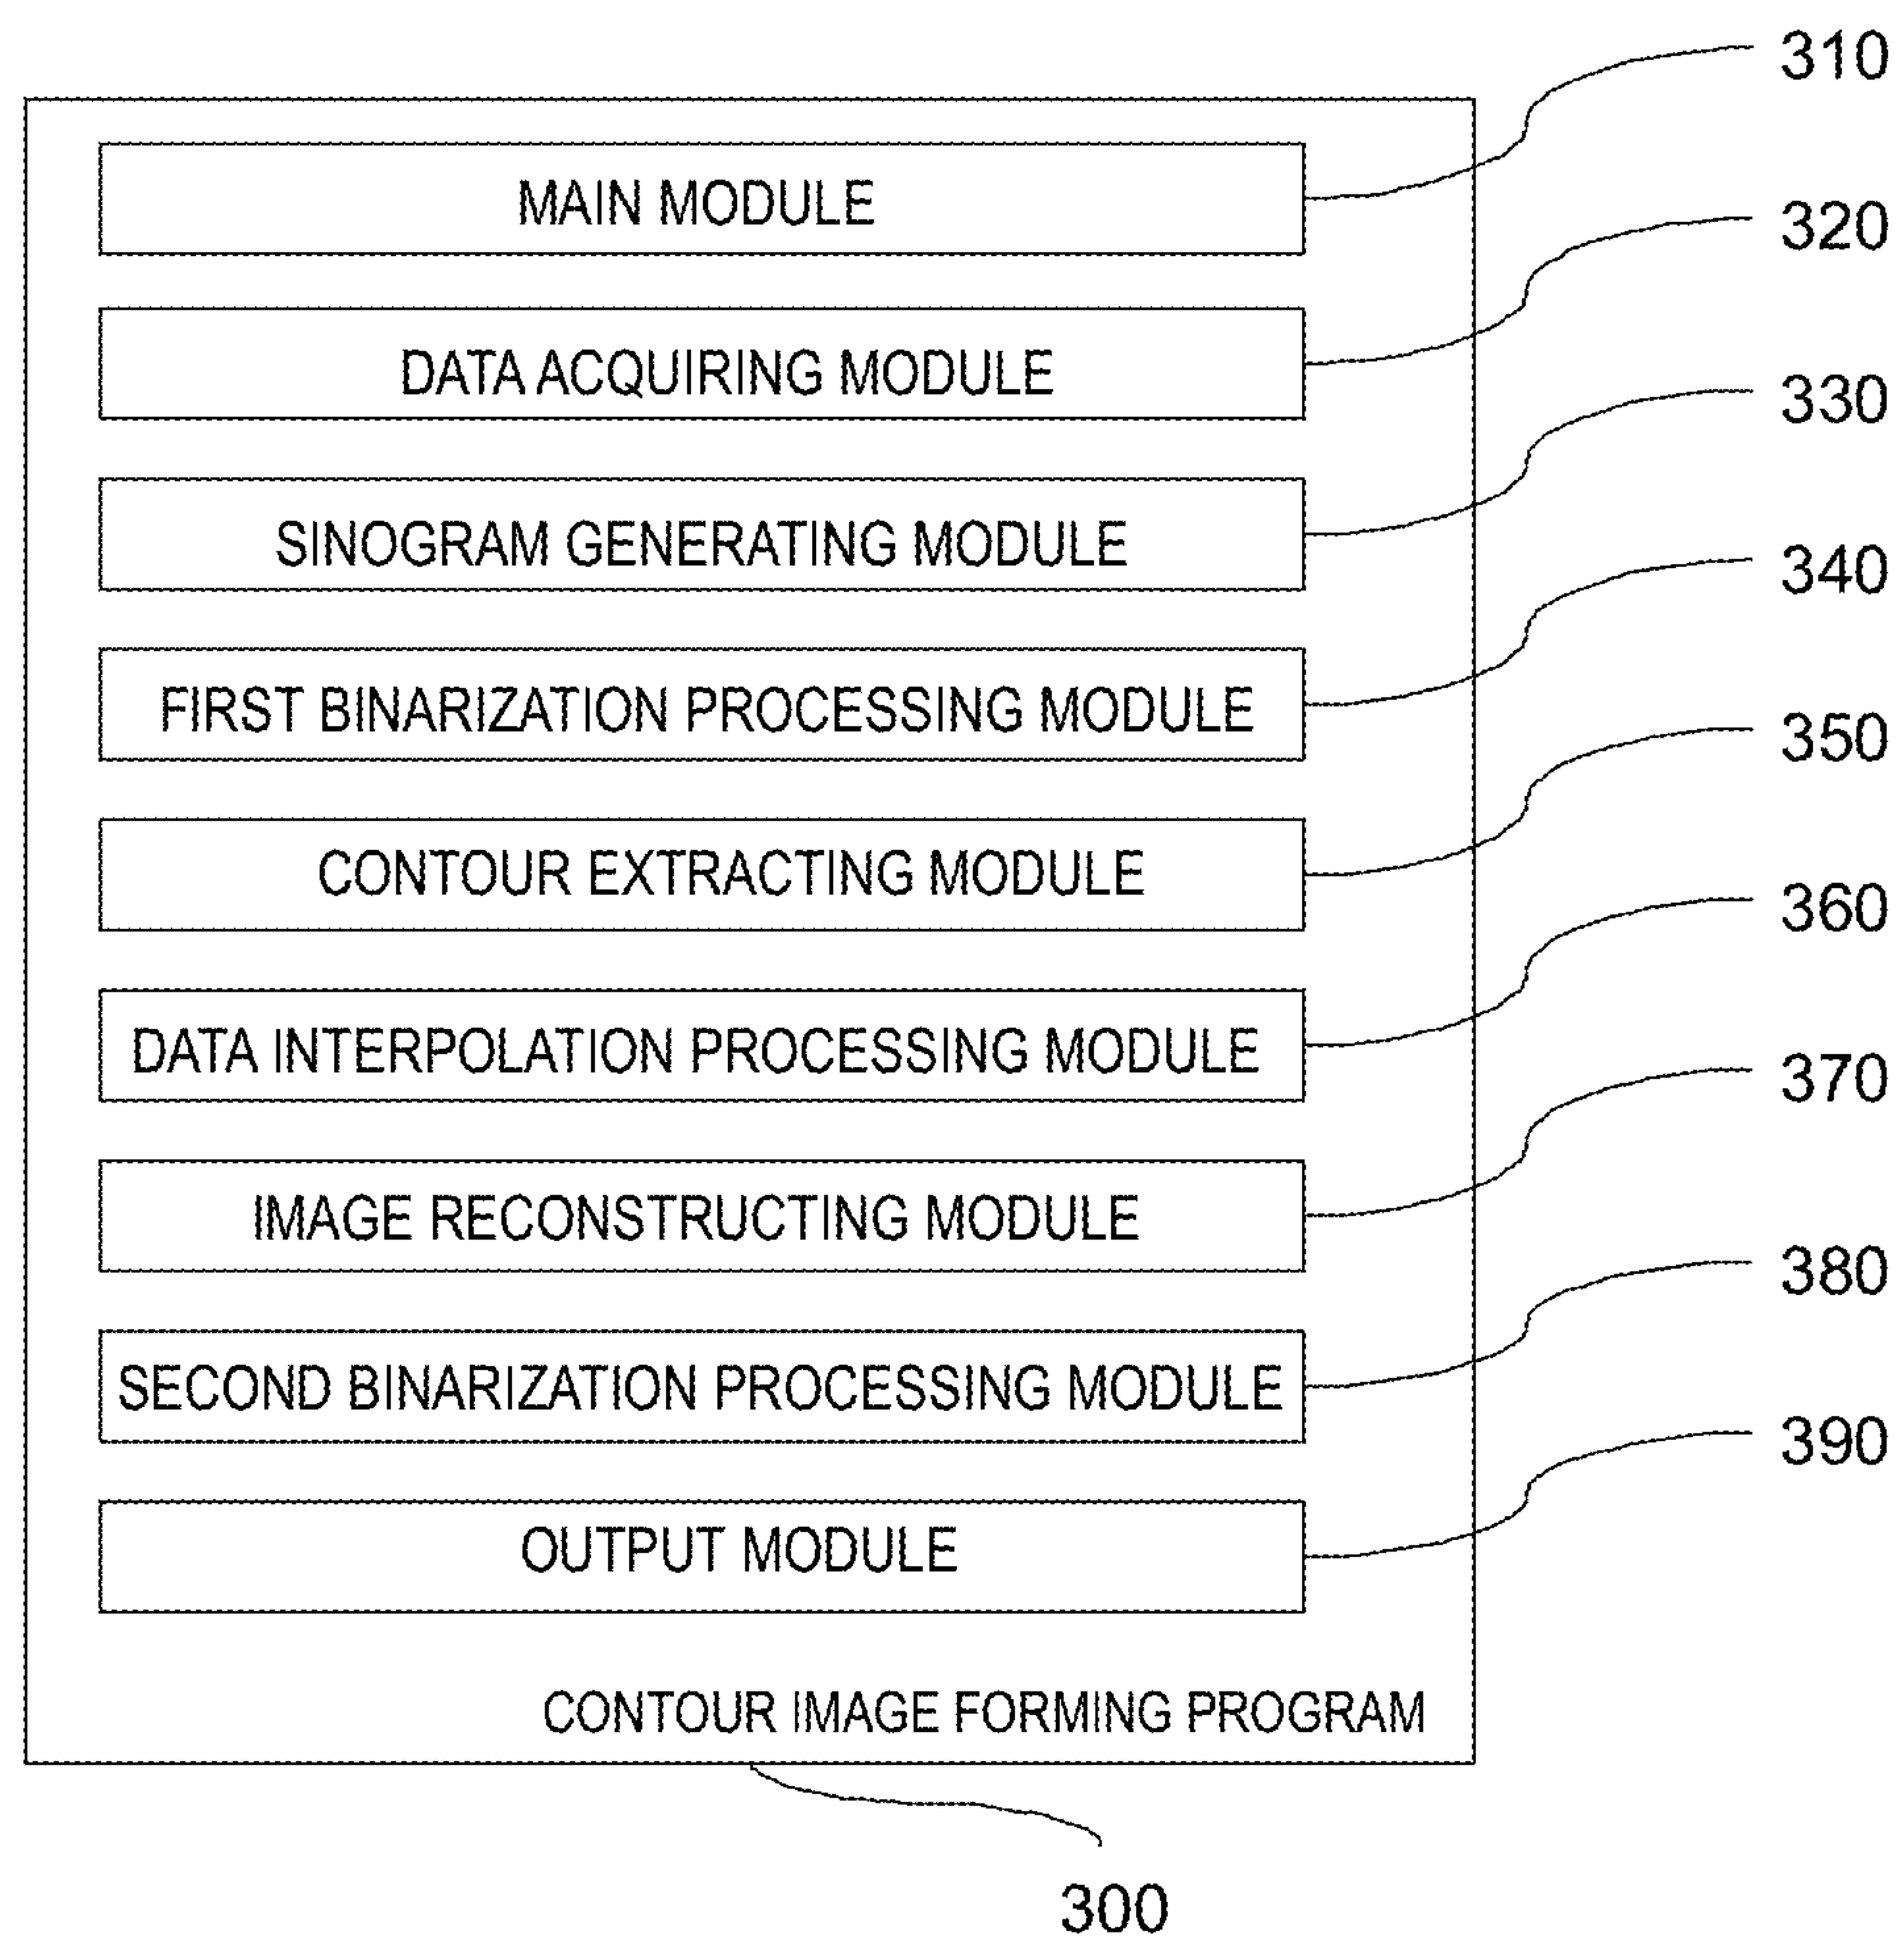 310
MAIN MODULE
320
DATA ACQUIRING MODULE
330
SINOGRAM GENERATING MODULE
340
FIRST BINARIZATION PROCESSING MODULE
350
CONTOUR EXTRACTING MODULE
360
DATA INTERPOLATION PROCESSING MODULE
370
IMAGE RECONSTRUCTING MODULE
380
SECOND BINARIZATION PROCESSING MODULE
390
OUTPUT MODULE
CONTOUR IMAGE FORMING PROGRAM
300